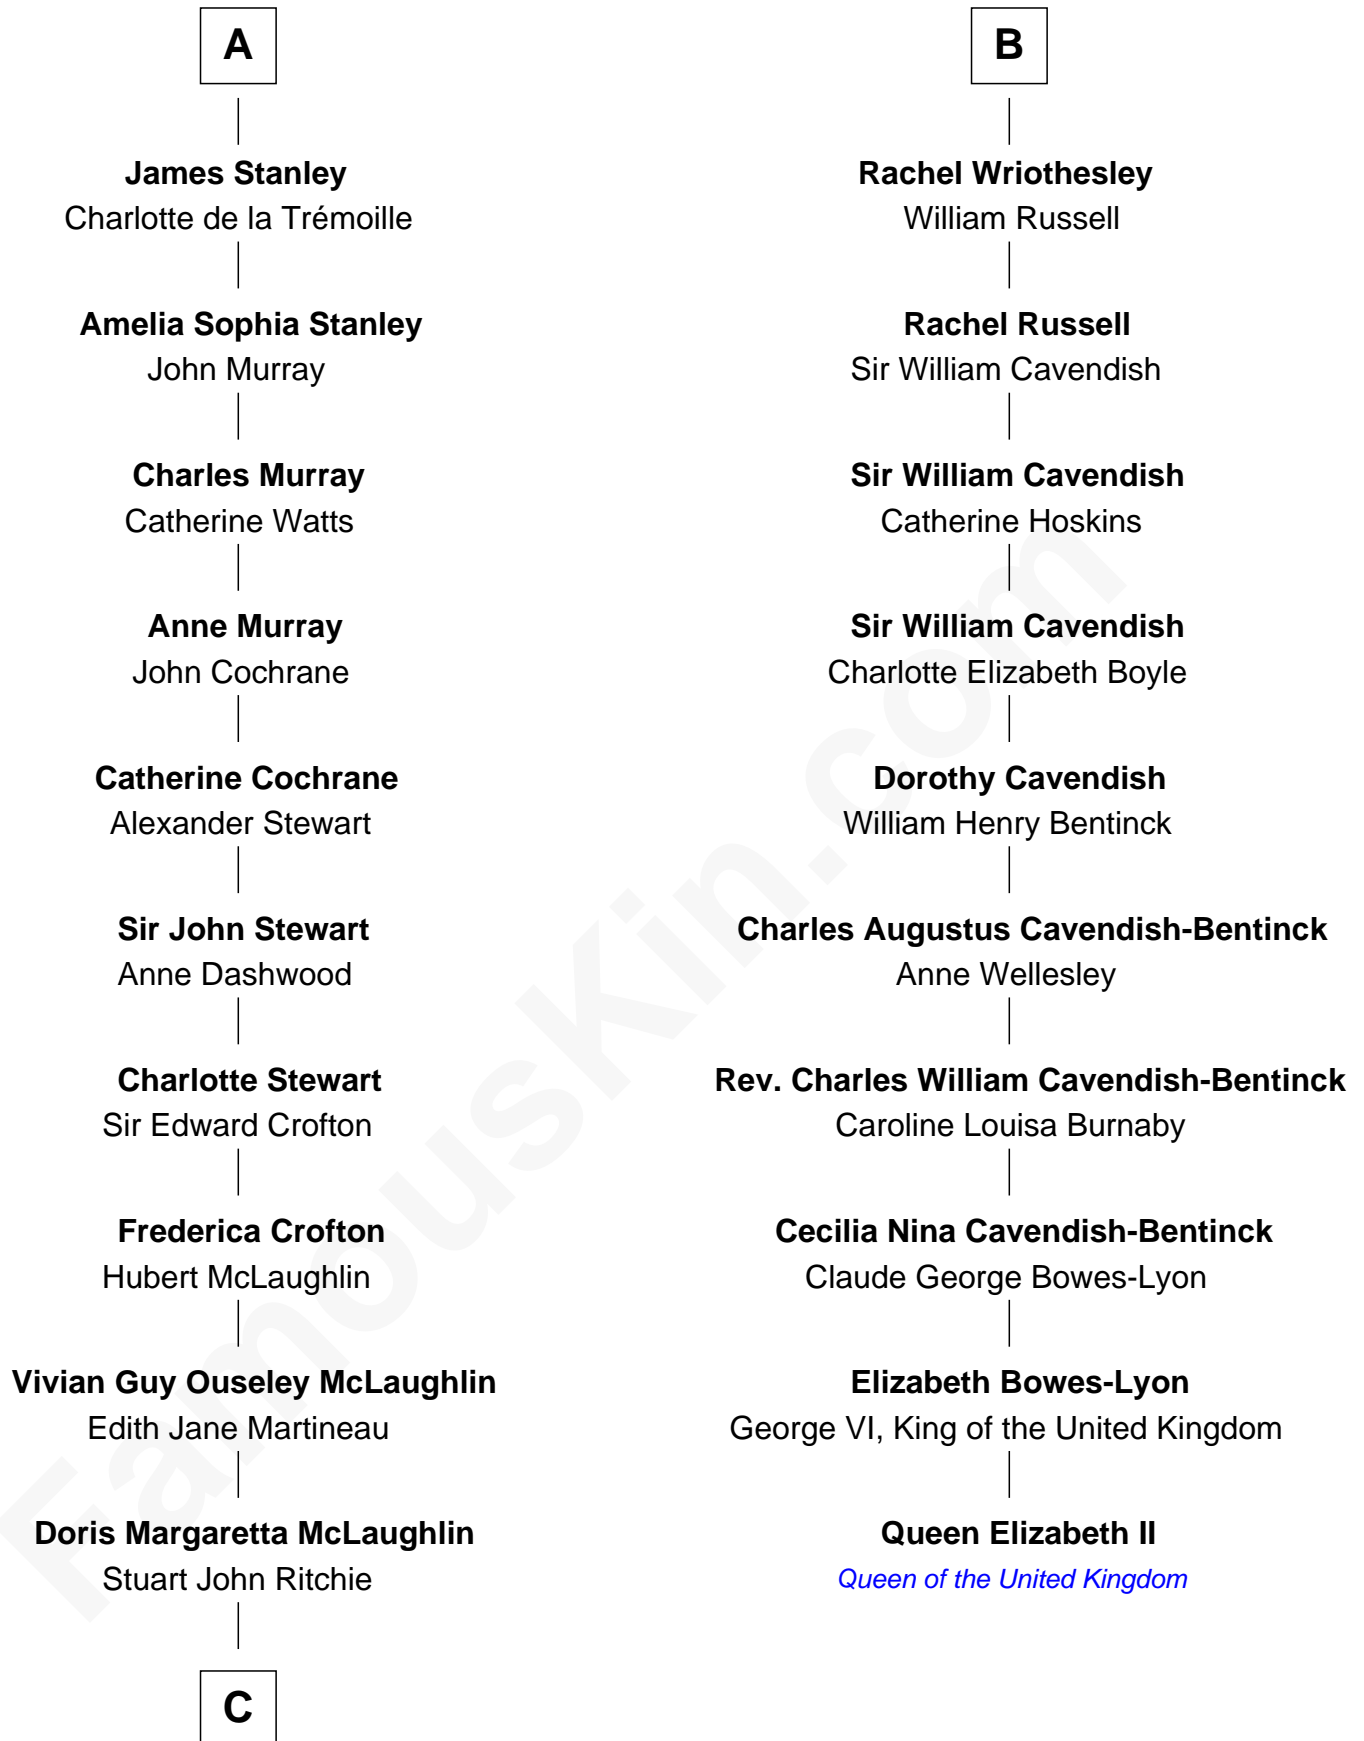 A
James Stanley
Charlotte de la Trémoille
Amelia Sophia Stanley
John Murray
Charles Murray
Catherine Watts
Anne Murray
John Cochrane
Catherine Cochrane
Alexander Stewart
Sir John Stewart
Anne Dashwood
Charlotte Stewart
Sir Edward Crofton
Frederica Crofton
Hubert McLaughlin
Vivian Guy Ouseley McLaughlin
Edith Jane Martineau
Doris Margaretta McLaughlin
Stuart John Ritchie
C
B
Rachel Wriothesley
William Russell
Rachel Russell
Sir William Cavendish
Sir William Cavendish
Catherine Hoskins
Sir William Cavendish
Charlotte Elizabeth Boyle
Dorothy Cavendish
William Henry Bentinck
Charles Augustus Cavendish-Bentinck
Anne Wellesley
Rev. Charles William Cavendish-Bentinck
Caroline Louisa Burnaby
Cecilia Nina Cavendish-Bentinck
Claude George Bowes-Lyon
Elizabeth Bowes-Lyon
George VI, King of the United Kingdom
Queen Elizabeth II
Queen of the United Kingdom
FamousKin.com